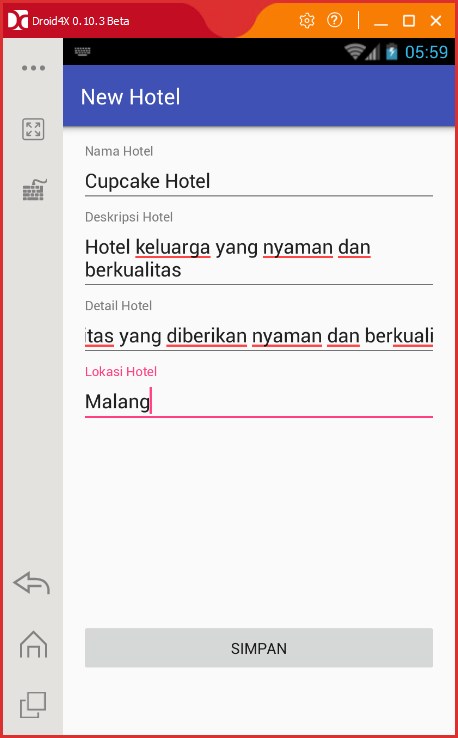 Droid4X 0.10.3 Beta
05:59
New Hotel
Nama Hotel
Cupcake Hotel
Deskripsi Hotel
Hotel keluarga yang nyaman dan
berkualitas
Detail Hotel
itas yang diberikan nyaman dan berkuali
Lokasi Hotel
Malang
SIMPAN